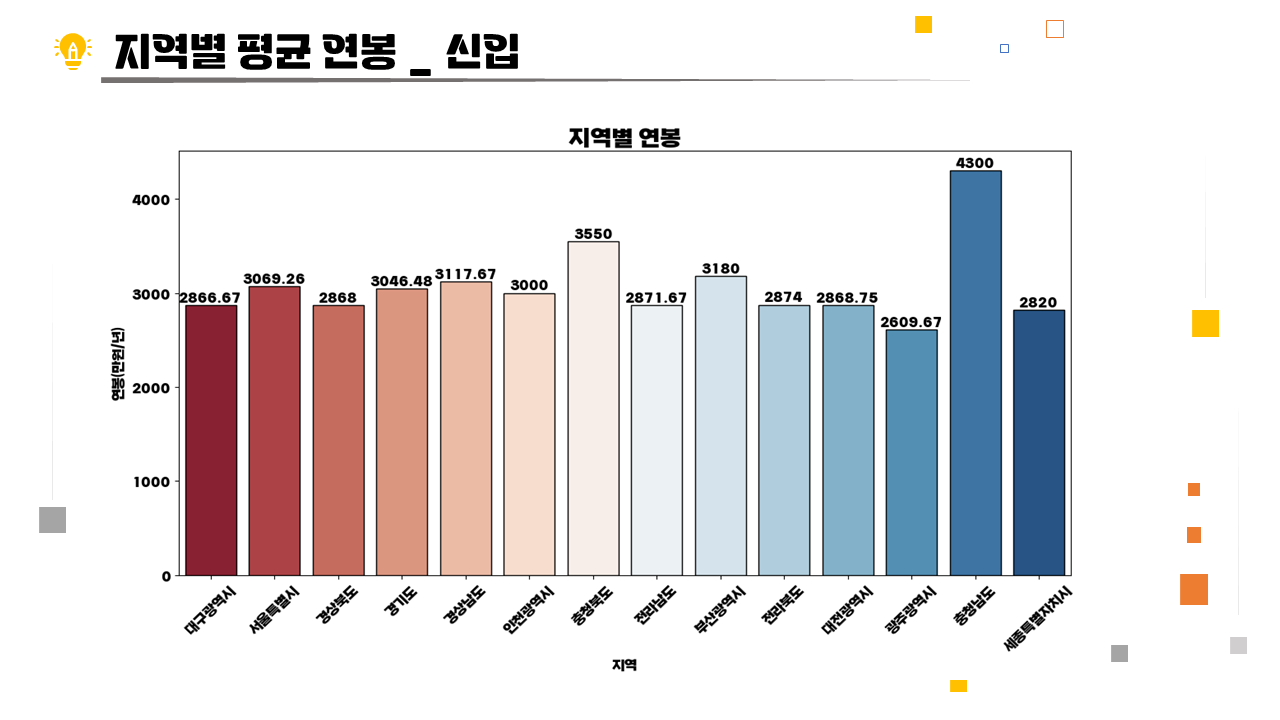 지역별 평균 연봉 _ 신입
지역별 연봉
4300
4000
3550
3180
3117.67
3069.26
3046.48
3000
3000
2866.67
2868
2871.67
2874
2868.75
2820
2609.67
연봉(만원/년)
2000
1000
0
대구광역시
서울특별시
경상북도
경기도
경상남도
인천광역시
충청북도
전라남도
부산광역시
전라북도
대전광역시
광주광역시
충청남도
세종특별자치시
지역